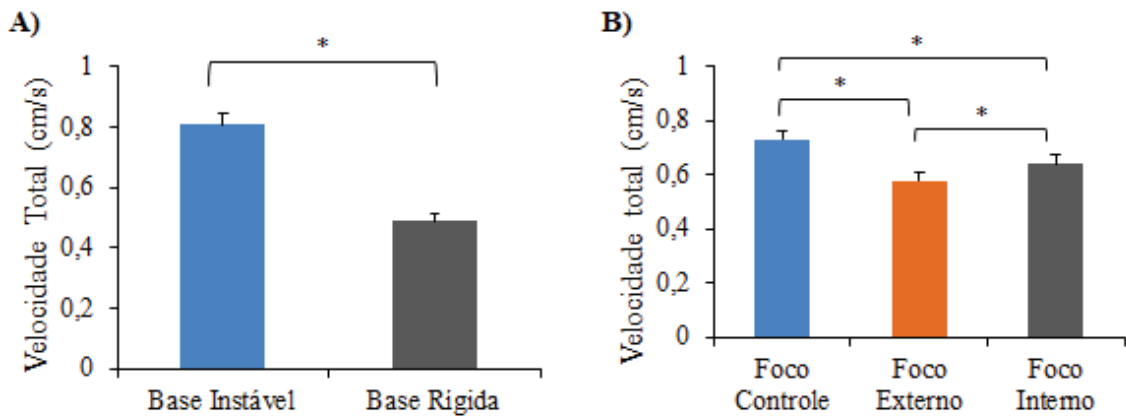 A)
Velocidade Total (cm/s)
1
0,8
0,6
0,4
0,2
0
*
Base Instável
Base Rígida
B)
Velocidade total (cm/s)
1
0,8
0,6
0,4
0,2
0
*
*
*
Foco
Controle
Foco
Externo
Foco
Interno